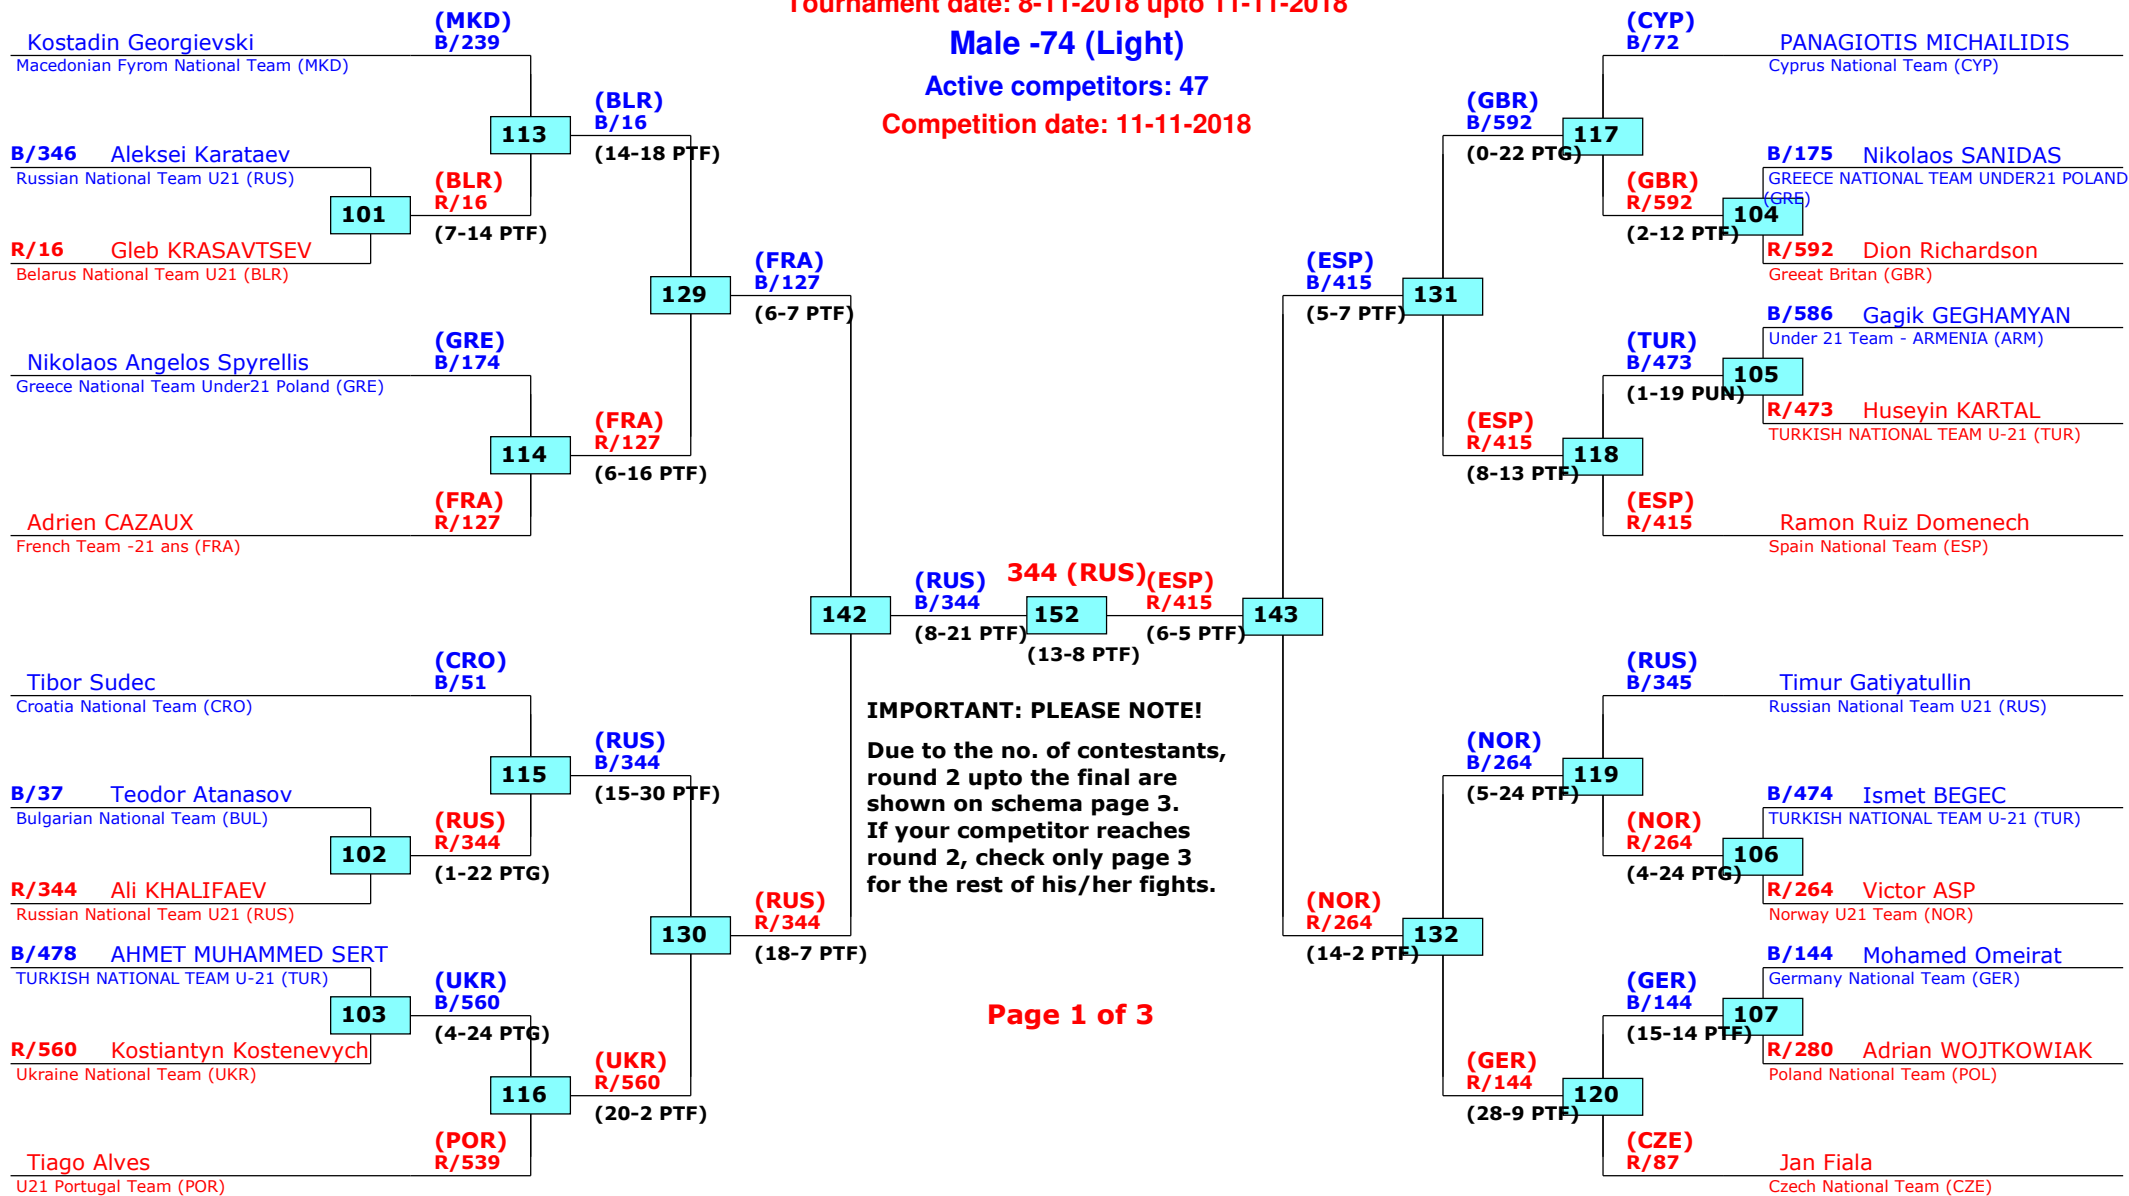 Tournament date: 8-11-2018 upto 11-11-2018
Male -74 (Light)
Active competitors: 47
Competition date: 11-11-2018
(MKD)
Kostadin Georgievski B/239
Macedonian Fyrom National Team (MKD)
(BLR)
B/16
113
(14-18 PTF)
B/346 Aleksei Karataev
Russian National Team U21 (RUS)
(BLR)
R/16
101
(7-14 PTF)
R/16 Gleb KRASAVTSEV
Belarus National Team U21 (BLR)
(FRA)
B/127
129
(6-7 PTF)
(GRE)
Nikolaos Angelos Spyrellis B/174
Greece National Team Under21 Poland (GRE)
(FRA)
R/127
114
(6-16 PTF)
(FRA)
Adrien CAZAUX R/127
French Team -21 ans (FRA)
142
(RUS)
B/344
(8-21 PTF)
344 (RUS)
152
(13-8 PTF)
(ESP)
R/415
(6-5 PTF)
143
(CRO)
Tibor Sudec B/51
Croatia National Team (CRO)
(RUS)
B/344
115
(15-30 PTF)
B/37 Teodor Atanasov
Bulgarian National Team (BUL)
(RUS)
R/344
102
(1-22 PTG)
R/344 Ali KHALIFAEV
Russian National Team U21 (RUS)
(RUS)
R/344
130
(18-7 PTF)
B/478 AHMET MUHAMMED SERT
TURKISH NATIONAL TEAM U-21 (TUR)
(UKR)
B/560
103
(4-24 PTG)
R/560 Kostiantyn Kostenevych
Ukraine National Team (UKR)
(UKR)
R/560
116
(20-2 PTF)
(POR)
Tiago Alves R/539
U21 Portugal Team (POR)
IMPORTANT: PLEASE NOTE!
Due to the no. of contestants,
round 2 upto the final are
shown on schema page 3.
If your competitor reaches
round 2, check only page 3
for the rest of his/her fights.
Page 1 of 3
(CYP)
B/72 PANAGIOTIS MICHAILIDIS
Cyprus National Team (CYP)
(GBR)
B/592
117
(0-22 PTG)
B/175 Nikolaos SANIDAS
GREECE NATIONAL TEAM UNDER21 POLAND
(GRE)
(GBR)
R/592
104
(2-12 PTF)
R/592 Dion Richardson
Greeat Britan (GBR)
(ESP)
B/415
131
(5-7 PTF)
B/586 Gagik GEGHAMYAN
Under 21 Team - ARMENIA (ARM)
(TUR)
B/473
105
(1-19 PUN)
R/473 Huseyin KARTAL
TURKISH NATIONAL TEAM U-21 (TUR)
(ESP)
R/415
118
(8-13 PTF)
(ESP)
R/415 Ramon Ruiz Domenech
Spain National Team (ESP)
(RUS)
B/345 Timur Gatiyatullin
Russian National Team U21 (RUS)
(NOR)
B/264
119
(5-24 PTF)
B/474 Ismet BEGEC
TURKISH NATIONAL TEAM U-21 (TUR)
(NOR)
R/264
106
(4-24 PTG)
R/264 Victor ASP
Norway U21 Team (NOR)
(NOR)
R/264
132
(14-2 PTF)
B/144 Mohamed Omeirat
Germany National Team (GER)
(GER)
B/144
107
(15-14 PTF)
R/280 Adrian WOJTKOWIAK
Poland National Team (POL)
(GER)
R/144
120
(28-9 PTF)
(CZE)
R/87 Jan Fiala
Czech National Team (CZE)